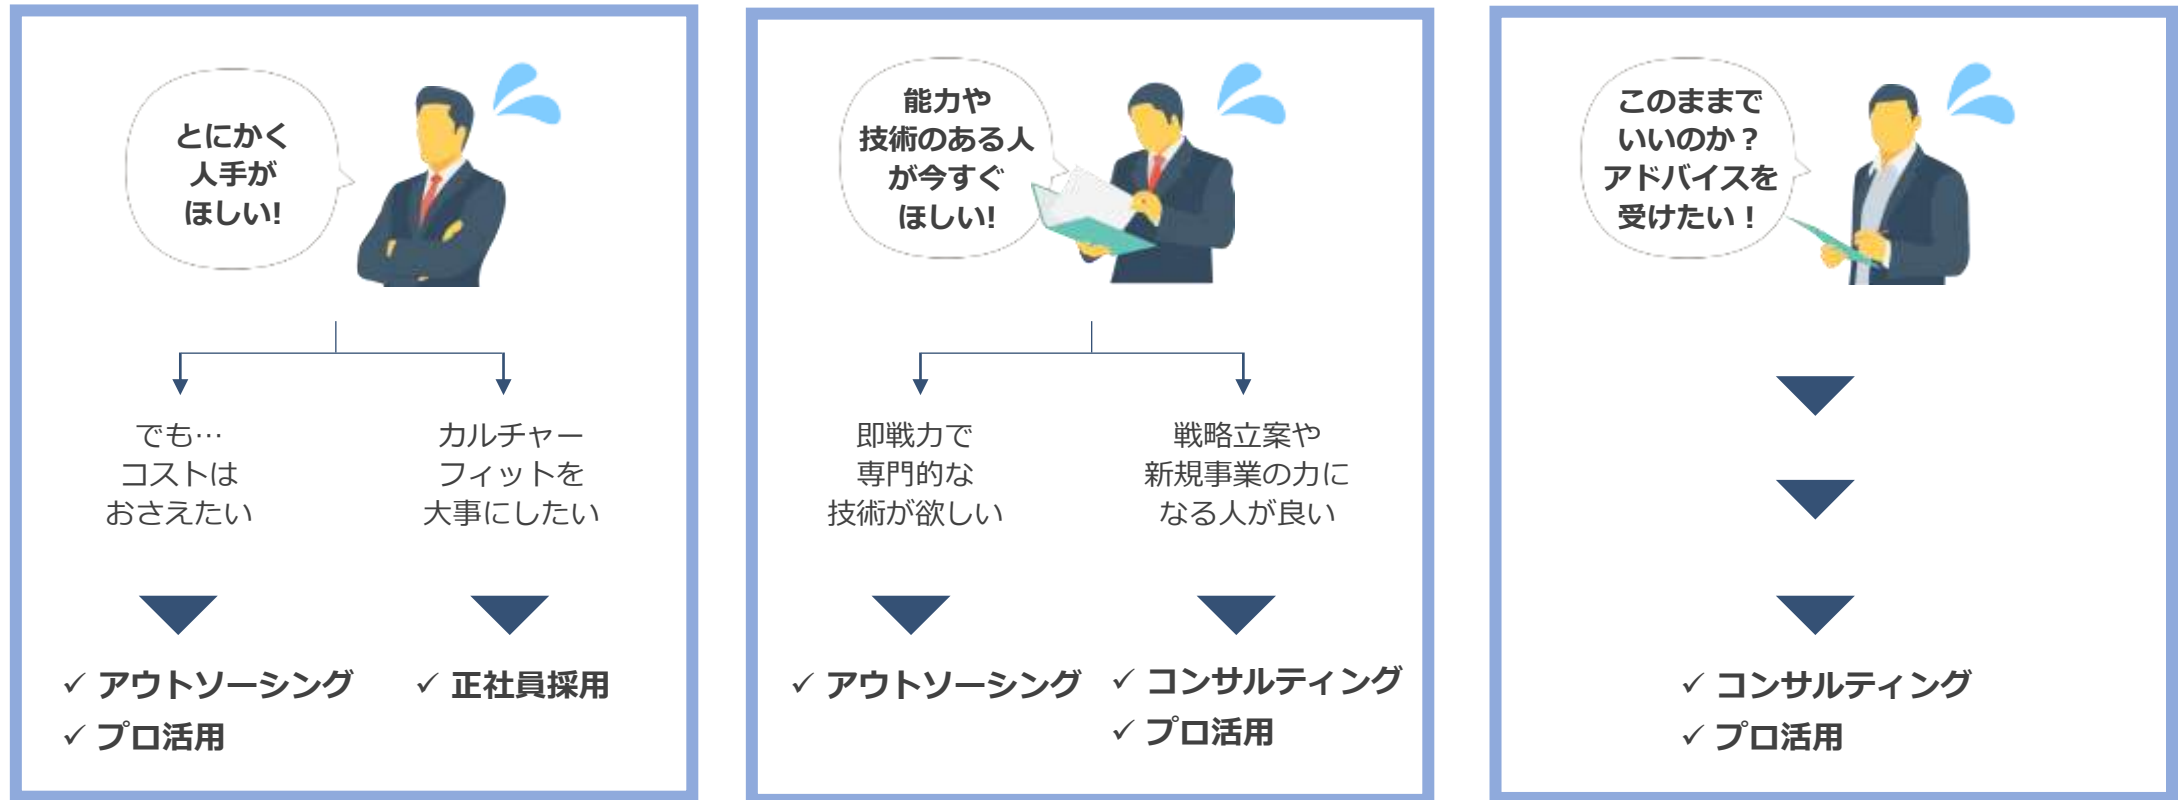 とにかく
人手が
ほしい!
でも…
コストは
おさえたい
カルチャー
フィットを
大事にしたい
✓ アウトソーシング
✓ プロ活用
✓ 正社員採用
能力や
技術のある人
が今すぐ
ほしい!
即戦力で
専門的な
技術が欲しい
戦略立案や
新規事業の力に
なる人が良い
✓ アウトソーシング
✓ コンサルティング
✓ プロ活用
このままで
いいのか？
アドバイスを
受けたい！
✓ コンサルティング
✓ プロ活用